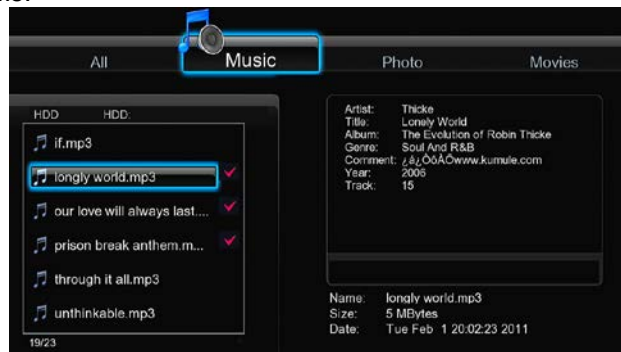 All Music Photo Movies
HDD HDD:
if.mp3
longly world.mp3
our love will always last....
prison break anthem.m...
through it all.mp3
unthinkable.mp3
19/23
Artist: Thicke
Title: Lonely World
Album: The Evolution of Robin Thicke
Genre: Soul And R&B
Comment: ¿á¿ÒôÀÖwww.kumule.com
Year: 2006
Track: 15
Name: longly world.mp3
Size: 5 MBytes
Date: Tue Feb 1 20:02:23 2011